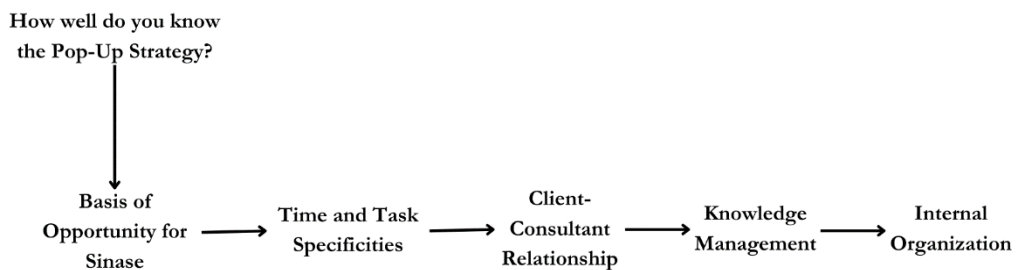 How well do you know
the Pop-Up Strategy?
Basis of
Opportunity for
Sinase
Time and Task
Specificities
Client-
Consultant
Relationship
Knowledge
Management
Internal
Organization